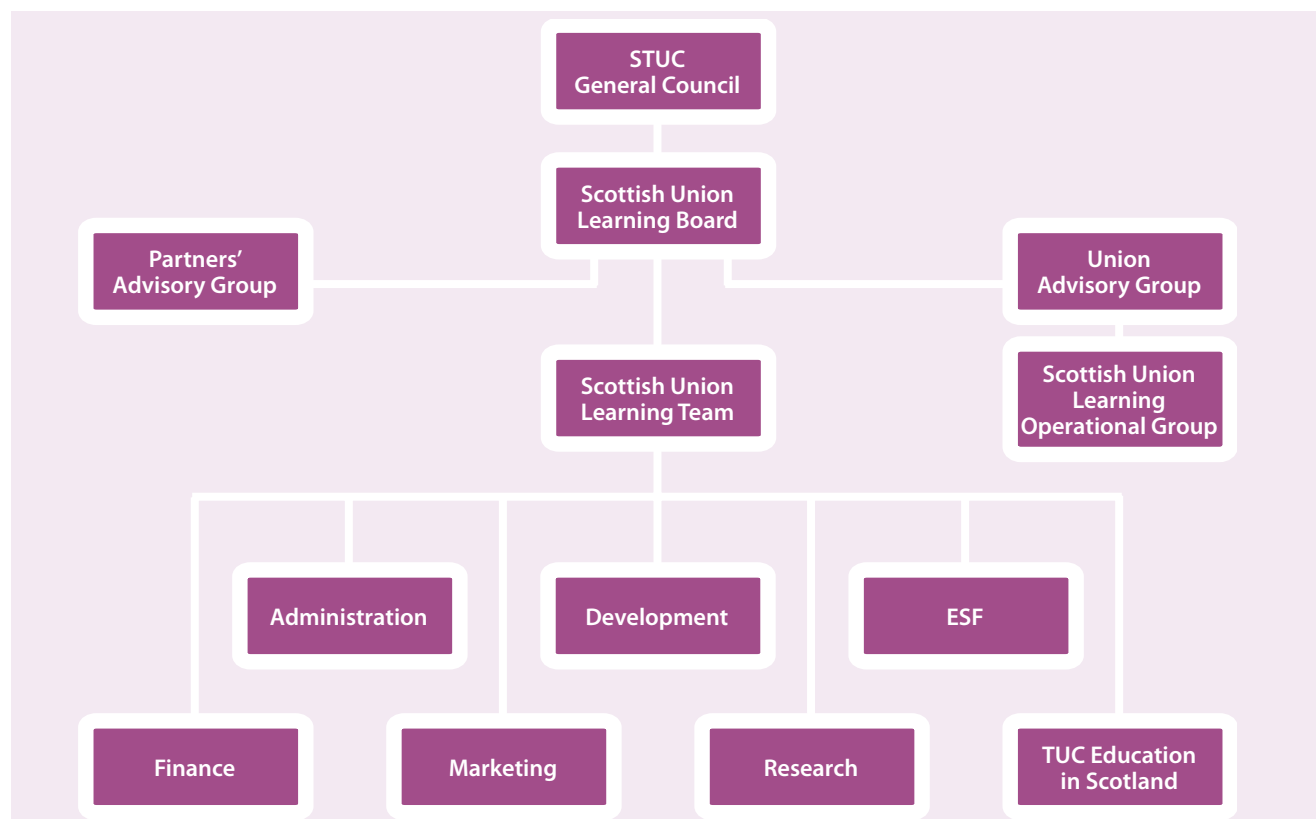 STUC
General Council
Scottish Union
Learning Board
Partners’
Advisory Group
Union
Advisory Group
Scottish Union
Learning Team
Scottish Union
Learning
Operational Group
Administration
Development
ESF
Finance
Marketing
Research
TUC Education
in Scotland